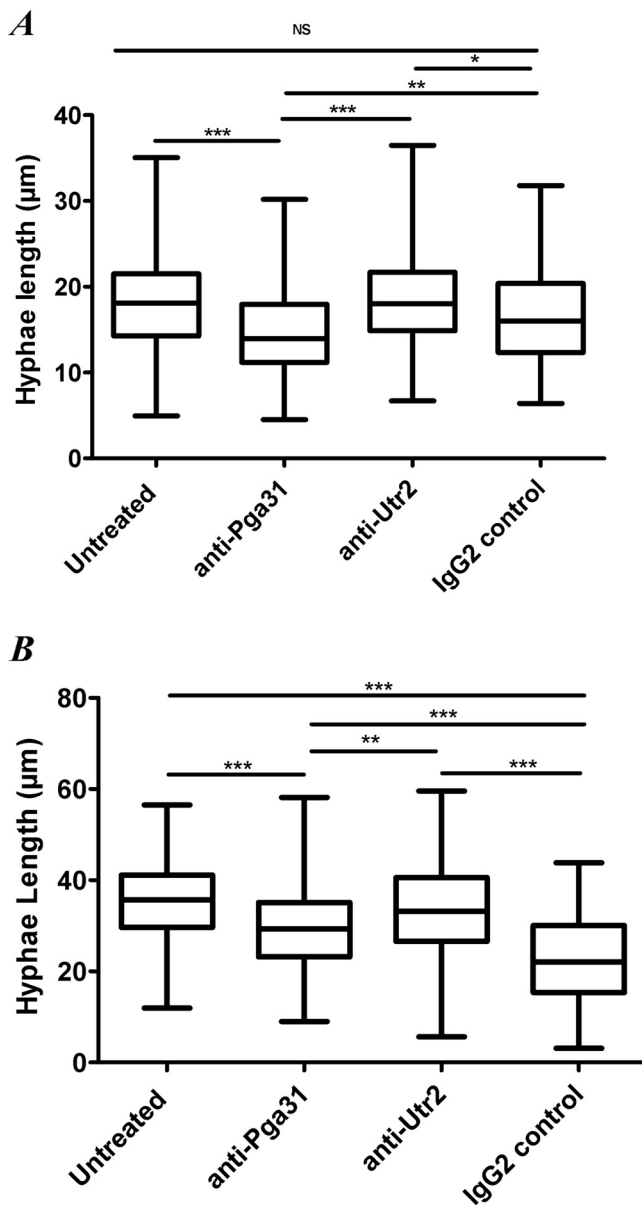 A
NS
*
**
***
***
Hyphae length (µm)
40
30
20
10
0
Untreated
anti-Pga31
anti-Utr2
IgG2 control
B
***
***
**
***
***
Hyphae Length (µm)
80
60
40
20
0
Untreated
anti-Pga31
anti-Utr2
IgG2 control